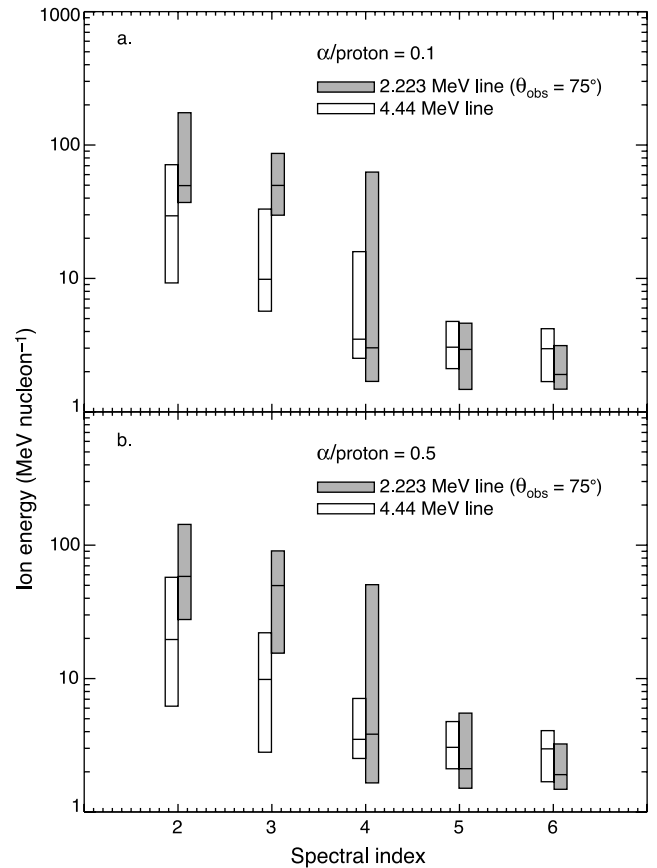 1000
a.
α/proton = 0.1
2.223 MeV line (θobs = 75°)
4.44 MeV line
100
10
1
b.
α/proton = 0.5
2.223 MeV line (θobs = 75°)
4.44 MeV line
100
10
1
Ion energy (MeV nucleon−1)
2 3 4 5 6
Spectral index